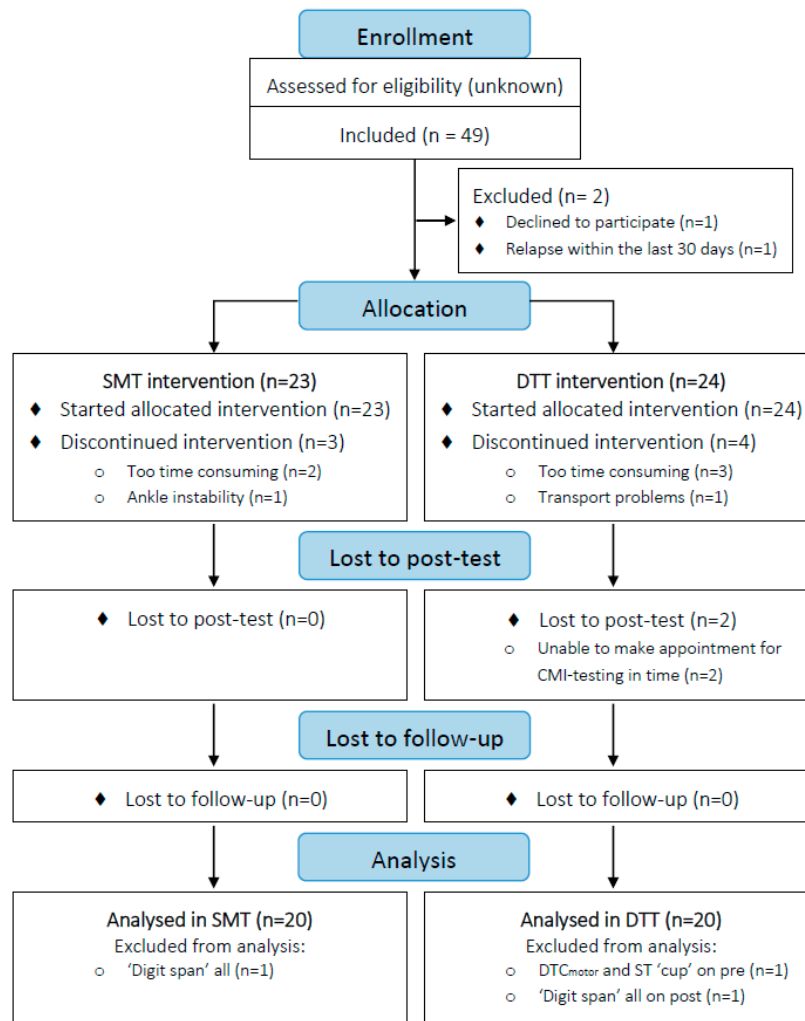 Enrollment
Assessed for eligibility (unknown)
Included (n = 49)
Excluded (n= 2)
♦ Declined to participate (n=1)
♦ Relapse within the last 30 days (n=1)
Allocation
SMT intervention (n=23)
♦ Started allocated intervention (n=23)
♦ Discontinued intervention (n=3)
○ Too time consuming (n=2)
○ Ankle instability (n=1)
DTT intervention (n=24)
♦ Started allocated intervention (n=24)
♦ Discontinued intervention (n=4)
○ Too time consuming (n=3)
○ Transport problems (n=1)
Lost to post-test
♦ Lost to post-test (n=0)
♦ Lost to post-test (n=2)
○ Unable to make appointment for
CMI-testing in time (n=2)
Lost to follow-up
♦ Lost to follow-up (n=0)
♦ Lost to follow-up (n=0)
Analysis
Analysed in SMT (n=20)
Excluded from analysis:
○ ‘Digit span’ all (n=1)
Analysed in DTT (n=20)
Excluded from analysis:
○ DTCmotor and ST ‘cup’ on pre (n=1)
○ ‘Digit span’ all on post (n=1)